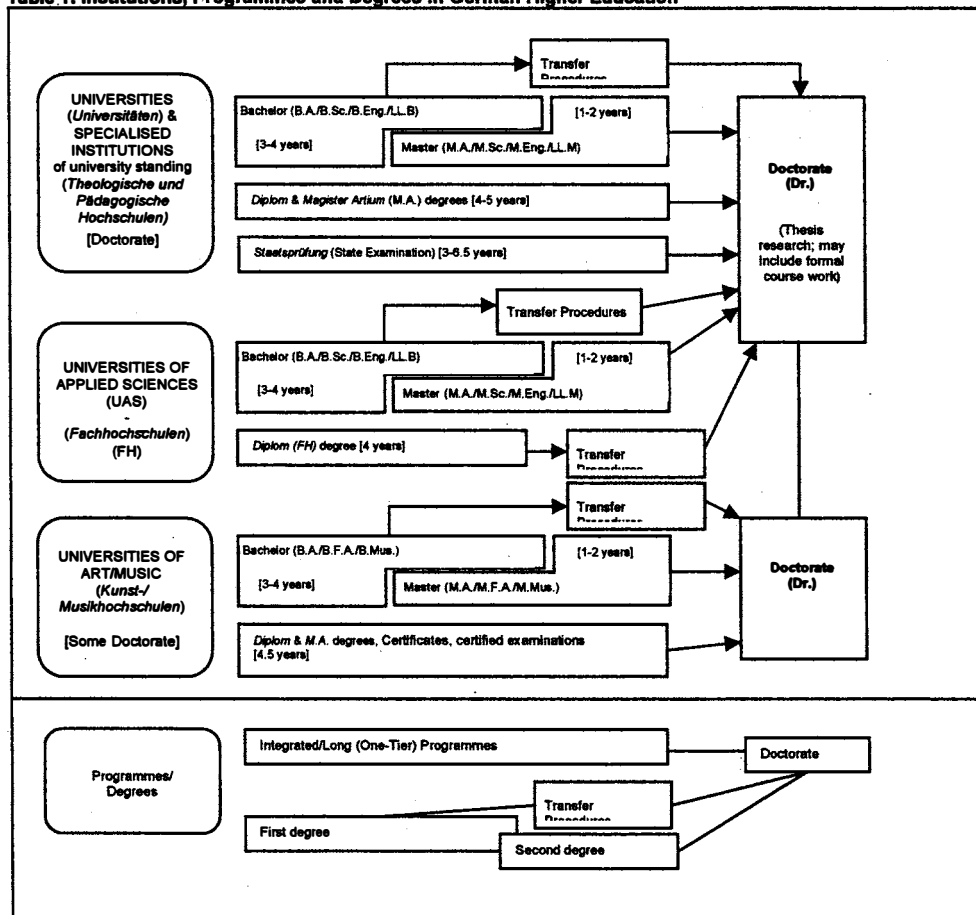 Table 1: Institutions, Programmes and Degrees in German Higher Education
UNIVERSITIES
(Universitäten) &
SPECIALISED
INSTITUTIONS
of university standing
(Theologische und
Pädagogische
Hochschulen)
[Doctorate]
Transfer
Procedures
Bachelor (B.A./B.Sc./B.Eng./LL.B)
[3-4 years]
[1-2 years]
Master (M.A./M.Sc./M.Eng./LL.M)
Diplom & Magister Artium (M.A.) degrees [4-5 years]
Staatsprüfung (State Examination) [3-6.5 years]
Doctorate
(Dr.)
(Thesis
research; may
include formal
course work)
UNIVERSITIES OF
APPLIED SCIENCES
(UAS)
-
(Fachhochschulen)
(FH)
Transfer Procedures
Bachelor (B.A./B.Sc./B.Eng./LL.B)
[3-4 years]
[1-2 years]
Master (M.A./M.Sc./M.Eng./LL.M)
Diplom (FH) degree [4 years]
Transfer
Procedures
UNIVERSITIES OF
ART/MUSIC
(Kunst-/
Musikhochschulen)
[Some Doctorate]
Transfer
Procedures
Bachelor (B.A./B.F.A./B.Mus.)
[3-4 years]
[1-2 years]
Master (M.A./M.F.A./M.Mus.)
Diplom & M.A. degrees, Certificates, certified examinations
[4.5 years]
Doctorate
(Dr.)
Programmes/
Degrees
Integrated/Long (One-Tier) Programmes
Doctorate
Transfer
Procedures
First degree
Second degree